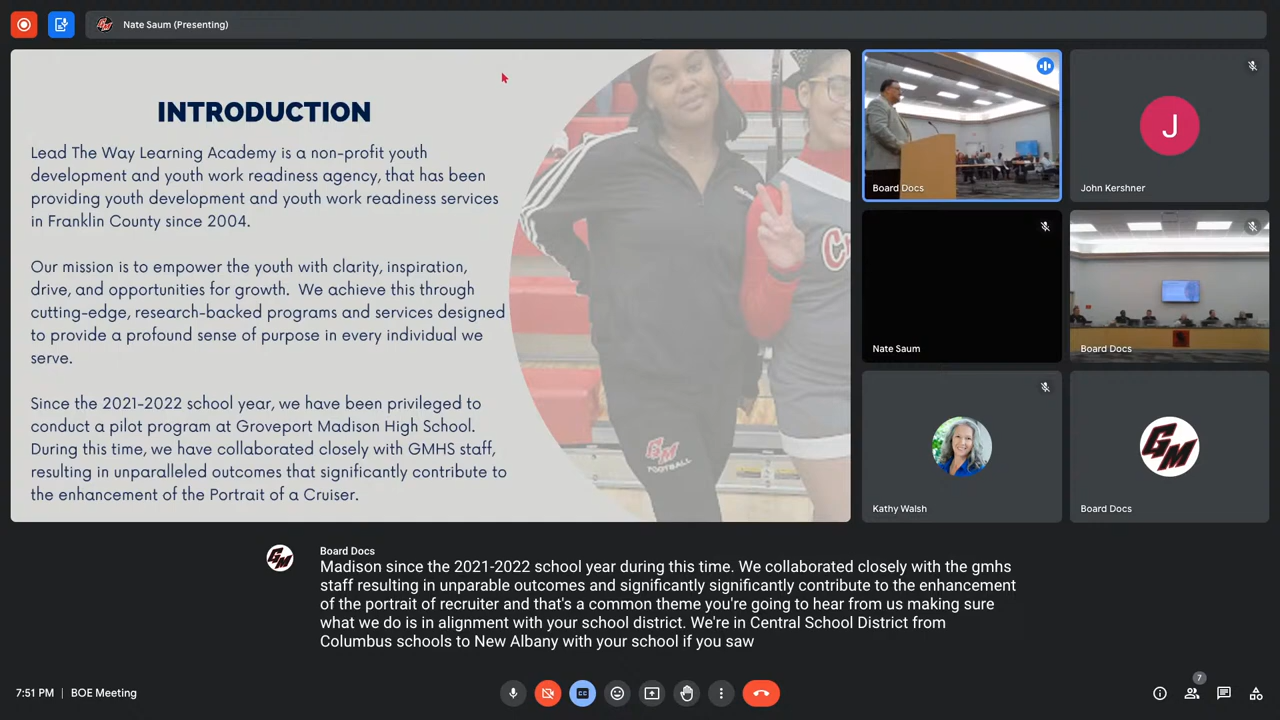 Nate Saum (Presenting)
INTRODUCTION
Lead The Way Learning Academy is a non-profit youth
development and youth work readiness agency, that has been
providing youth development and youth work readiness services
in Franklin County since 2004.
Our mission is to empower the youth with clarity, inspiration,
drive, and opportunities for growth. We achieve this through
cutting-edge, research-backed programs and services designed
to provide a profound sense of purpose in every individual we
serve.
Since the 2021-2022 school year, we have been privileged to
conduct a pilot program at Groveport Madison High School.
During this time, we have collaborated closely with GMHS staff,
resulting in unparalleled outcomes that significantly contribute to
the enhancement of the Portrait of a Cruiser.
GM
FOOTBALL
Cr
Board Docs
J
John Kershner
Nate Saum
Board Docs
Kathy Walsh
GM
Board Docs
GM
Board Docs
Madison since the 2021-2022 school year during this time. We collaborated closely with the gmhs
staff resulting in unparable outcomes and significantly significantly contribute to the enhancement
of the portrait of recruiter and that's a common theme you're going to hear from us making sure
what we do is in alignment with your school district. We're in Central School District from
Columbus schools to New Albany with your school if you saw
7:51 PM | BOE Meeting
CC
7